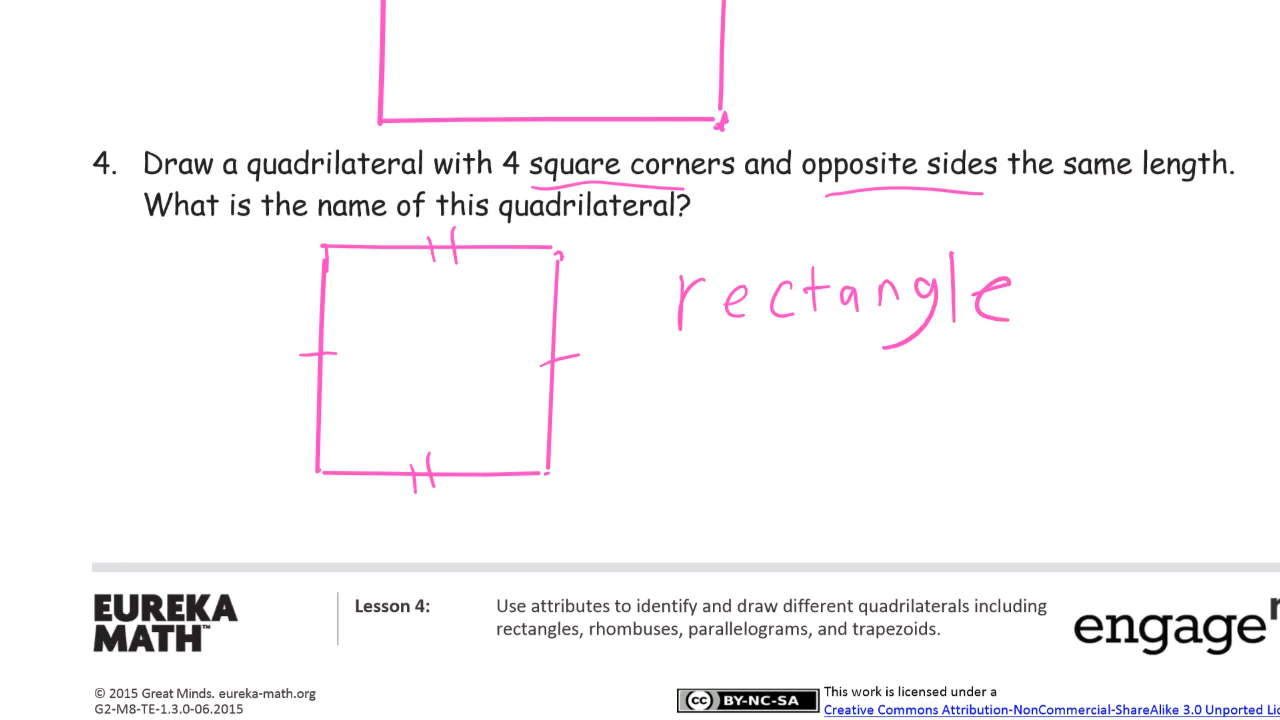 4. Draw a quadrilateral with 4 square corners and opposite sides the same length.
What is the name of this quadrilateral?
rectangle
EUREKA
MATH™
Lesson 4:
Use attributes to identify and draw different quadrilaterals including
rectangles, rhombuses, parallelograms, and trapezoids.
engage
© 2015 Great Minds. eureka-math.org
G2-M8-TE-1.3.0-06.2015
cc BY-NC-SA
This work is licensed under a
Creative Commons Attribution-NonCommercial-ShareAlike 3.0 Unported